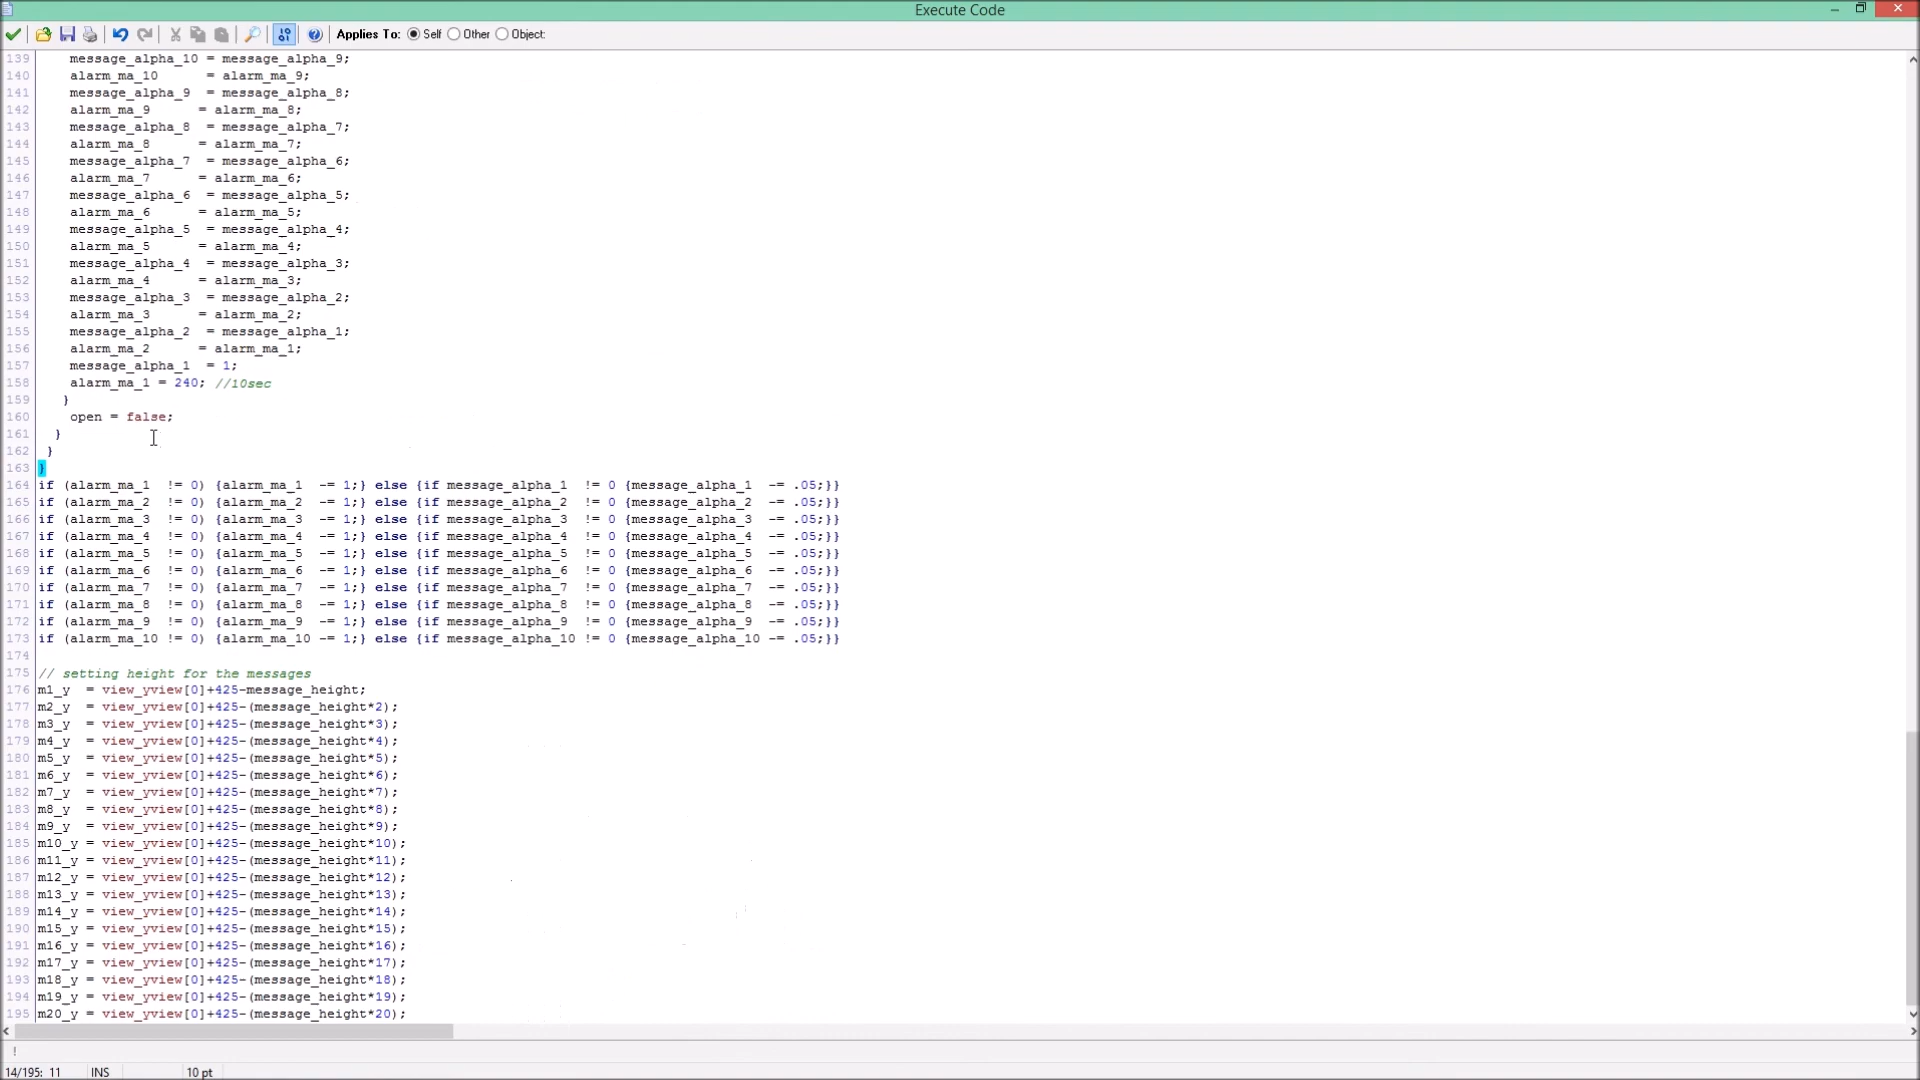 Execute Code
Applies To: Self Other Object:
139 message_alpha_10 = message_alpha_9;
140 alarm_ma_10 = alarm_ma_9;
141 message_alpha_9 = message_alpha_8;
142 alarm_ma_9 = alarm_ma_8;
143 message_alpha_8 = message_alpha_7;
144 alarm_ma_8 = alarm_ma_7;
145 message_alpha_7 = message_alpha_6;
146 alarm_ma_7 = alarm_ma_6;
147 message_alpha_6 = message_alpha_5;
148 alarm_ma_6 = alarm_ma_5;
149 message_alpha_5 = message_alpha_4;
150 alarm_ma_5 = alarm_ma_4;
151 message_alpha_4 = message_alpha_3;
152 alarm_ma_4 = alarm_ma_3;
153 message_alpha_3 = message_alpha_2;
154 alarm_ma_3 = alarm_ma_2;
155 message_alpha_2 = message_alpha_1;
156 alarm_ma_2 = alarm_ma_1;
157 message_alpha_1 = 1;
158 alarm_ma_1 = 240; //10sec
159 }
160 open = false;
161 }
162 }
163 }
164 if (alarm_ma_1 != 0) {alarm_ma_1 -= 1;} else {if message_alpha_1 != 0 {message_alpha_1 -= .05;}}
165 if (alarm_ma_2 != 0) {alarm_ma_2 -= 1;} else {if message_alpha_2 != 0 {message_alpha_2 -= .05;}}
166 if (alarm_ma_3 != 0) {alarm_ma_3 -= 1;} else {if message_alpha_3 != 0 {message_alpha_3 -= .05;}}
167 if (alarm_ma_4 != 0) {alarm_ma_4 -= 1;} else {if message_alpha_4 != 0 {message_alpha_4 -= .05;}}
168 if (alarm_ma_5 != 0) {alarm_ma_5 -= 1;} else {if message_alpha_5 != 0 {message_alpha_5 -= .05;}}
169 if (alarm_ma_6 != 0) {alarm_ma_6 -= 1;} else {if message_alpha_6 != 0 {message_alpha_6 -= .05;}}
170 if (alarm_ma_7 != 0) {alarm_ma_7 -= 1;} else {if message_alpha_7 != 0 {message_alpha_7 -= .05;}}
171 if (alarm_ma_8 != 0) {alarm_ma_8 -= 1;} else {if message_alpha_8 != 0 {message_alpha_8 -= .05;}}
172 if (alarm_ma_9 != 0) {alarm_ma_9 -= 1;} else {if message_alpha_9 != 0 {message_alpha_9 -= .05;}}
173 if (alarm_ma_10 != 0) {alarm_ma_10 -= 1;} else {if message_alpha_10 != 0 {message_alpha_10 -= .05;}}
174
175 // setting height for the messages
176 m1_y = view_yview[0]+425-message_height;
177 m2_y = view_yview[0]+425-(message_height*2);
178 m3_y = view_yview[0]+425-(message_height*3);
179 m4_y = view_yview[0]+425-(message_height*4);
180 m5_y = view_yview[0]+425-(message_height*5);
181 m6_y = view_yview[0]+425-(message_height*6);
182 m7_y = view_yview[0]+425-(message_height*7);
183 m8_y = view_yview[0]+425-(message_height*8);
184 m9_y = view_yview[0]+425-(message_height*9);
185 m10_y = view_yview[0]+425-(message_height*10);
186 m11_y = view_yview[0]+425-(message_height*11);
187 m12_y = view_yview[0]+425-(message_height*12);
188 m13_y = view_yview[0]+425-(message_height*13);
189 m14_y = view_yview[0]+425-(message_height*14);
190 m15_y = view_yview[0]+425-(message_height*15);
191 m16_y = view_yview[0]+425-(message_height*16);
192 m17_y = view_yview[0]+425-(message_height*17);
193 m18_y = view_yview[0]+425-(message_height*18);
194 m19_y = view_yview[0]+425-(message_height*19);
195 m20_y = view_yview[0]+425-(message_height*20);
!
14/195: 11 INS 10 pt